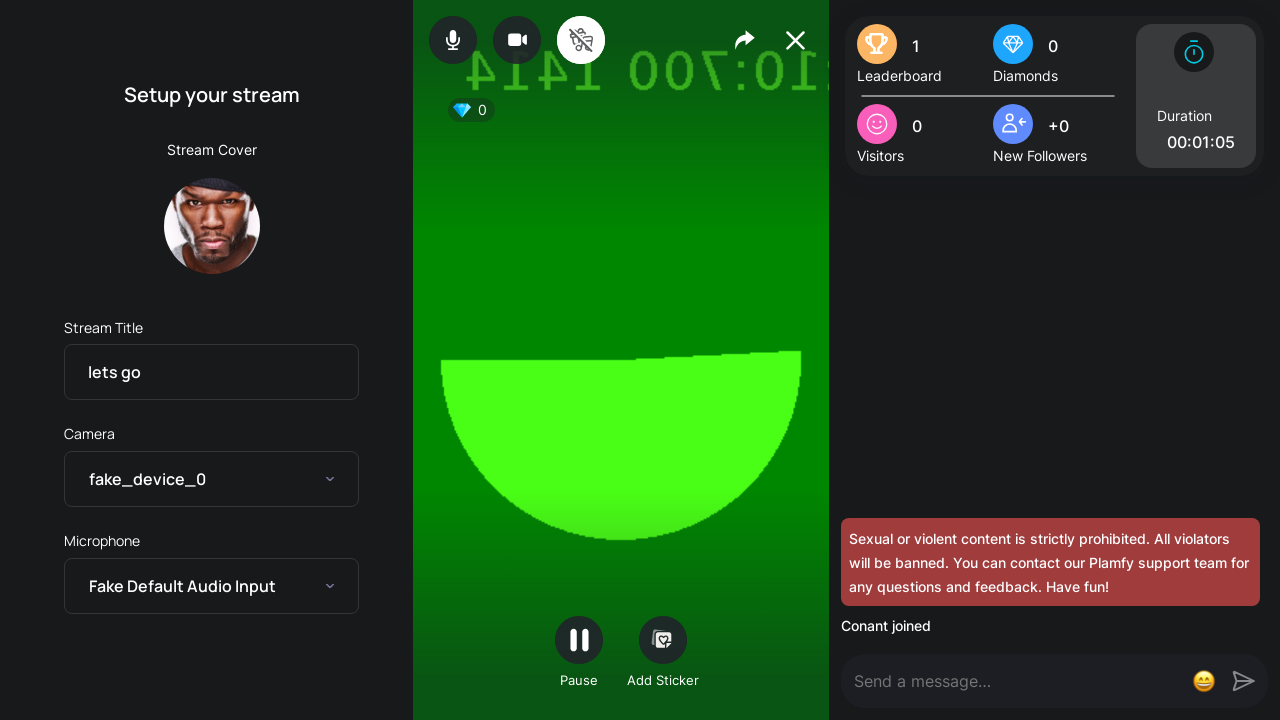 Setup your stream
Stream Cover
Stream Title
lets go
Camera
fake_device_0
Microphone
Fake Default Audio Input
:10:700 1414
0
Pause
Add Sticker
1
Leaderboard
0
Diamonds
0
Visitors
+0
New Followers
Duration
00:01:05
Sexual or violent content is strictly prohibited. All violators
will be banned. You can contact our Plamfy support team for
any questions and feedback. Have fun!
Conant joined
Send a message...